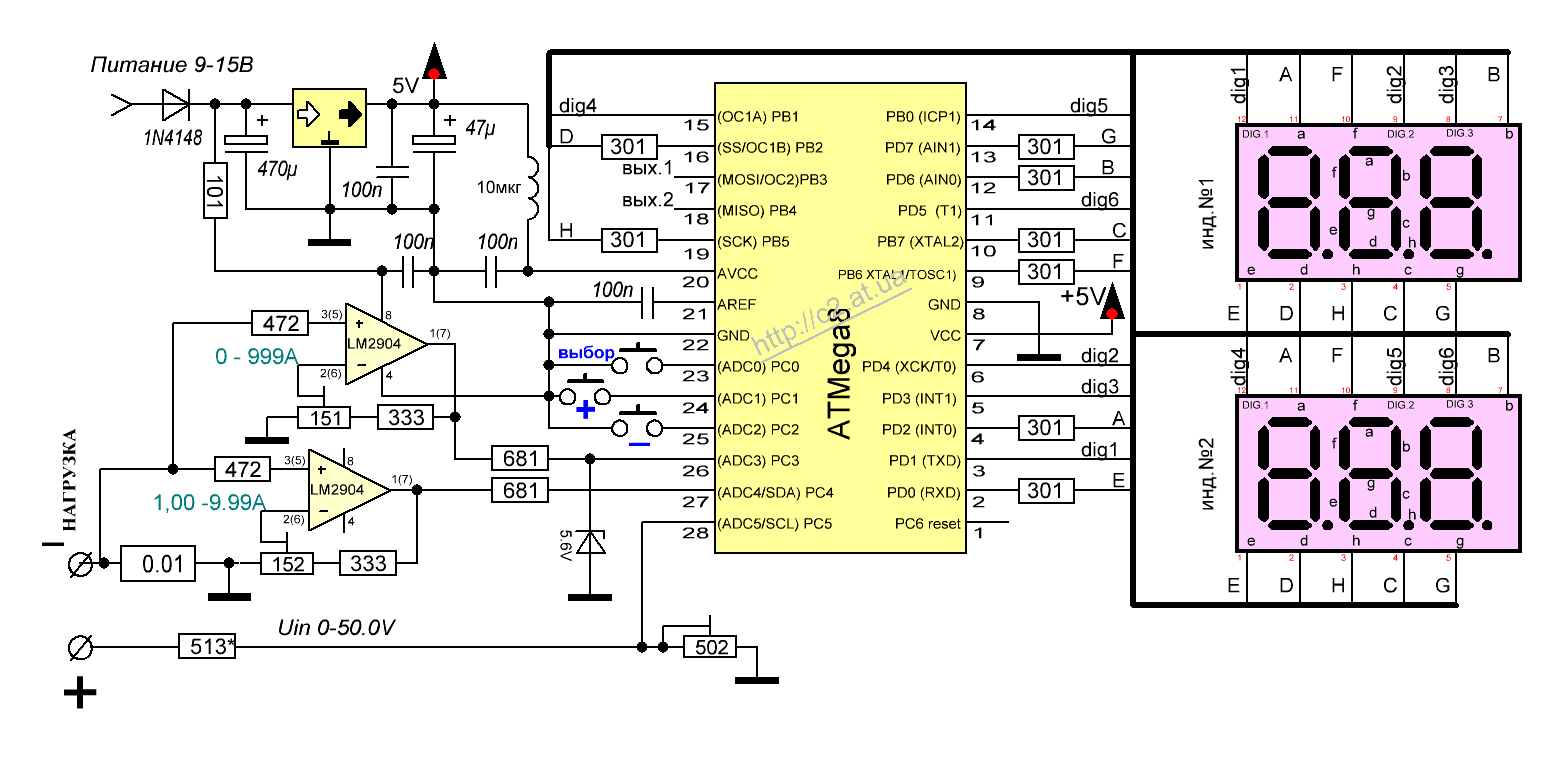 Питание 9-15В
1N4148
+
470µ
101
5V
100n
+
47µ
10мкг
100n
100n
100n
472
3(5)
+
8
1(7)
LM2904
0 - 999А
2(6)
−
4
151
333
472
3(5)
+
8
1(7)
LM2904
1,00 -9.99А
2(6)
−
4
152
333
НАГРУЗКА
−
0.01
681
681
5.6V
Uin 0-50.0V
513*
502
+
выбор
+
−
dig4
D
301
вых.1
вых.2
H
301
15 (OC1A) PB1
16 (SS/OC1B) PB2
17 (MOSI/OC2)PB3
18 (MISO) PB4
19 (SCK) PB5
20 AVCC
21 AREF
22 GND
23 (ADC0) PC0
24 (ADC1) PC1
25 (ADC2) PC2
26 (ADC3) PC3
27 (ADC4/SDA) PC4
28 (ADC5/SCL) PC5
ATMega8
http://c2.at.ua
PB0 (ICP1) 14
PD7 (AIN1) 13
PD6 (AIN0) 12
PD5 (T1) 11
PB7 (XTAL2) 10
PB6 XTAL1/TOSC1) 9
GND 8
VCC 7
PD4 (XCK/T0) 6
PD3 (INT1) 5
PD2 (INT0) 4
PD1 (TXD) 3
PD0 (RXD) 2
PC6 reset 1
dig5
301 G
301 B
dig6
301 C
301 F
+5V
dig2
dig3
301 A
dig1
301 E
инд.№1
dig1 A F dig2 dig3 B
12 11 10 9 8 7
DIG.1 a f DIG.2 DIG.3 b
a
f b
g
e c
d h
e d h c g
1 2 3 4 5
E D H C G
инд.№2
dig4 A F dig5 dig6 B
12 11 10 9 8 7
DIG.1 a f DIG.2 DIG.3 b
a
f b
g
e c
d h
e d h c g
1 2 3 4 5
E D H C G